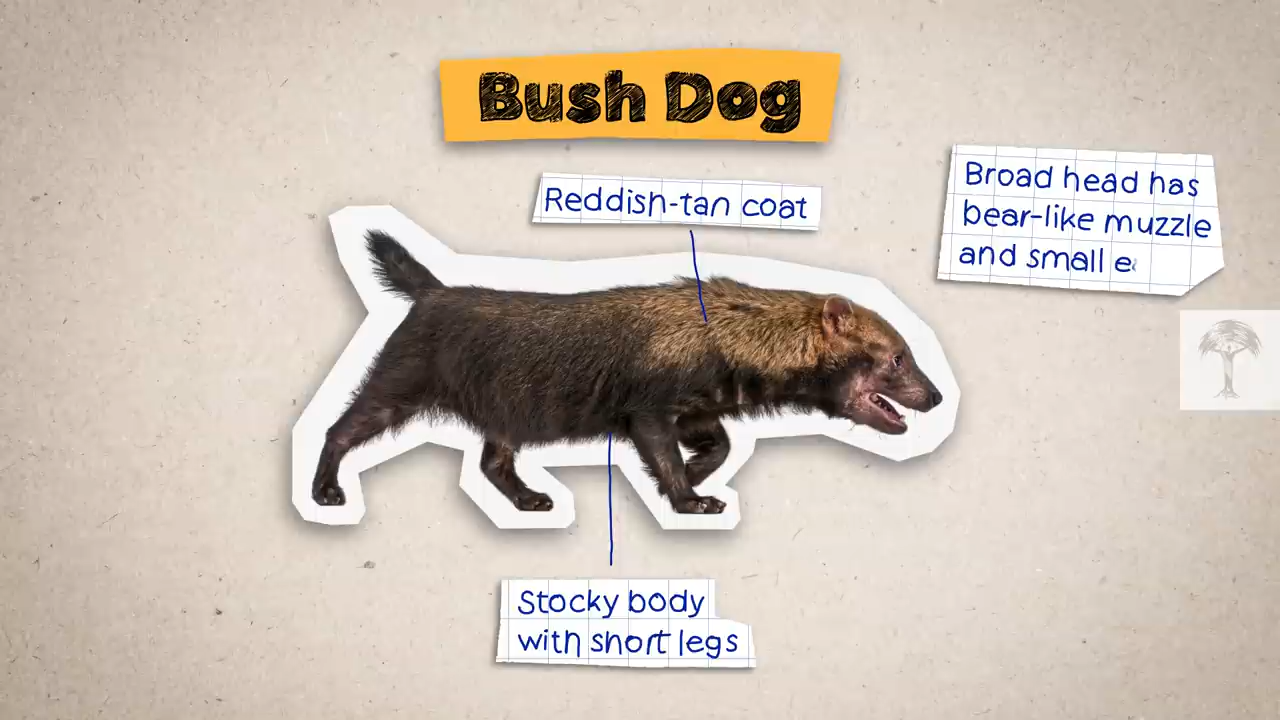 Bush Dog
Reddish-tan coat
Broad head has
bear-like muzzle
and small
Stocky body
with short legs